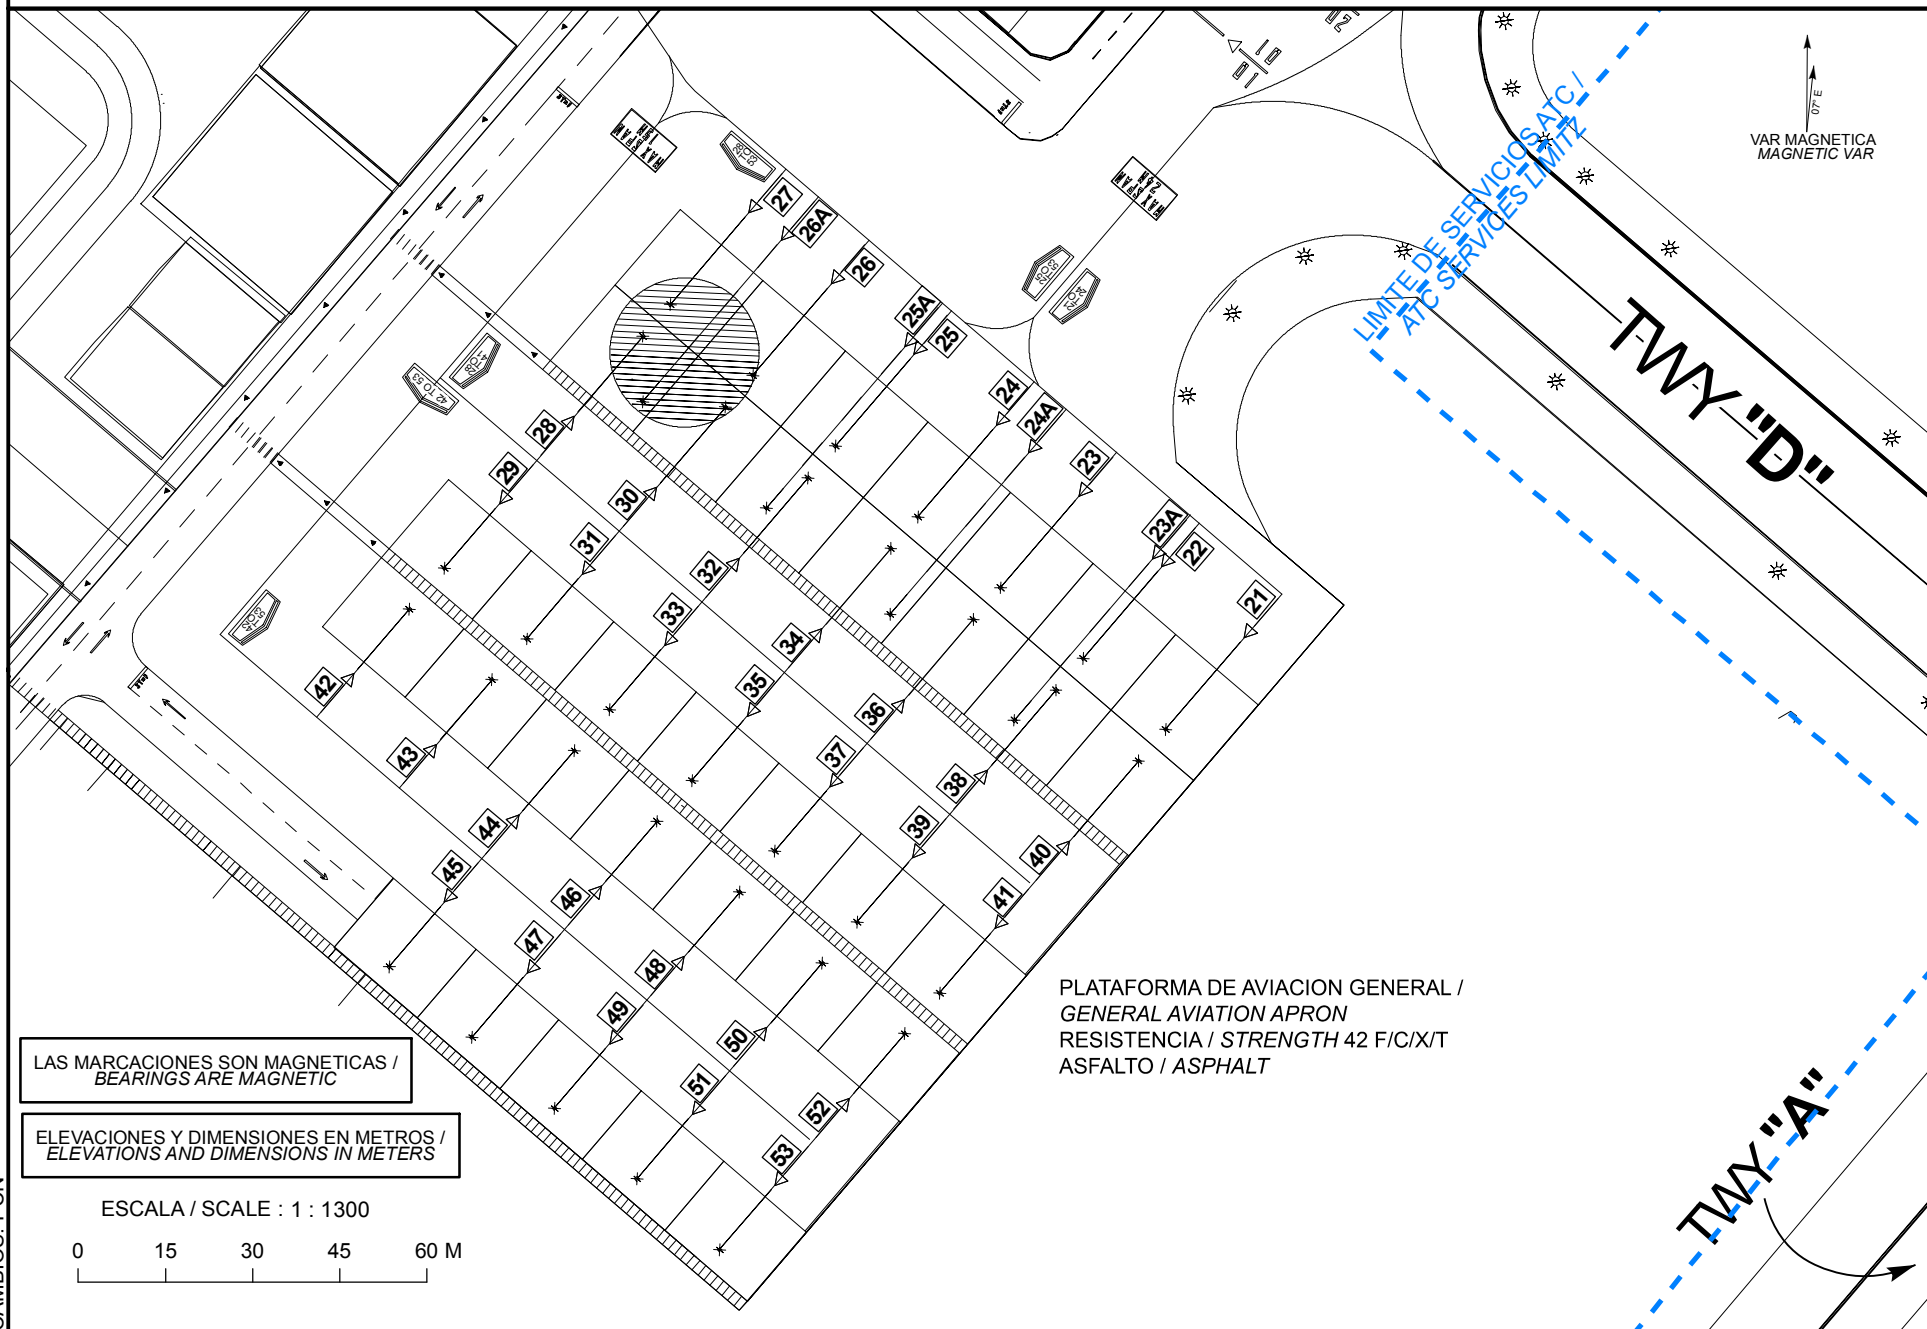 VAR MAGNETICA
MAGNETIC VAR
07° E
LIMITE DE SERVICIOS ATC /
ATC SERVICES LIMITZ
TWY "D"
TWY "A"
27
26A
26
25A
25
24
24A
23
23A
22
21
28
29
30
31
32
33
34
35
36
37
38
39
40
41
42
43
44
45
46
47
48
49
50
51
52
53
42 TO 53
PLATAFORMA DE AVIACION GENERAL /
GENERAL AVIATION APRON
RESISTENCIA / STRENGTH 42 F/C/X/T
ASFALTO / ASPHALT
LAS MARCACIONES SON MAGNETICAS /
BEARINGS ARE MAGNETIC
ELEVACIONES Y DIMENSIONES EN METROS /
ELEVATIONS AND DIMENSIONS IN METERS
ESCALA / SCALE : 1 : 1300
0 15 30 45 60 M